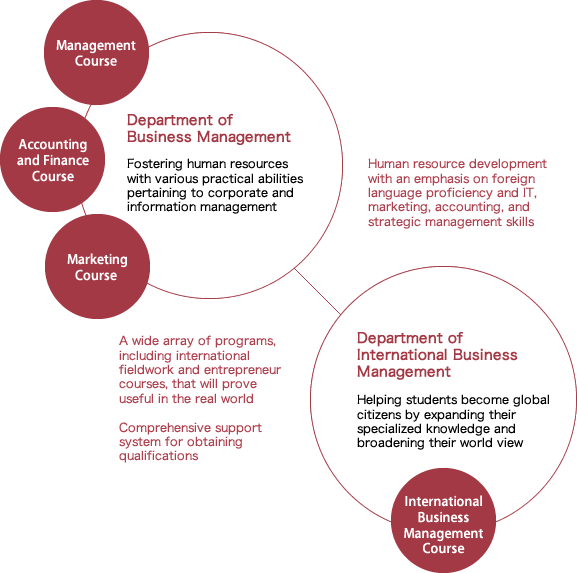 Management
Course
Accounting
and Finance
Course
Marketing
Course
Department of
Business Management
Fostering human resources
with various practical abilities
pertaining to corporate and
information management
Human resource development
with an emphasis on foreign
language proficiency and IT,
marketing, accounting, and
strategic management skills
A wide array of programs,
including international
fieldwork and entrepreneur
courses, that will prove
useful in the real world
Comprehensive support
system for obtaining
qualifications
Department of
International Business
Management
Helping students become global
citizens by expanding their
specialized knowledge and
broadening their world view
International
Business
Management
Course